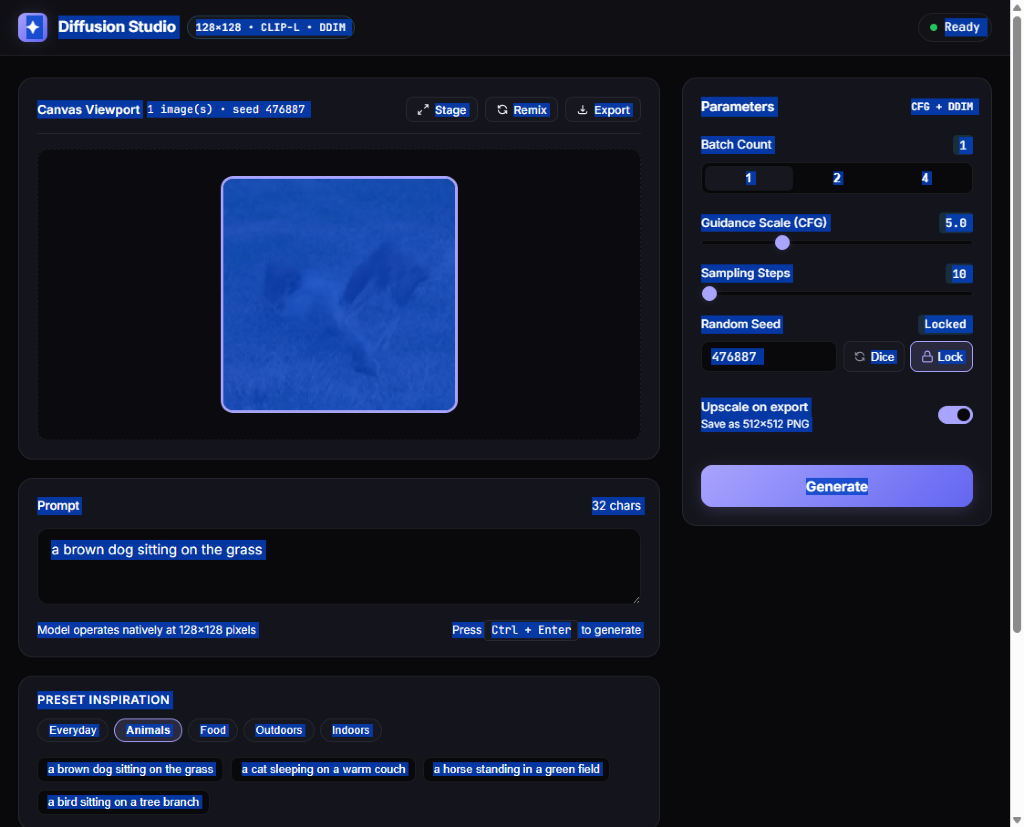 Diffusion Studio 128×128 • CLIP-L • DDIM
Ready
Canvas Viewport 1 image(s) • seed 476887
Stage
Remix
Export
Prompt
32 chars
a brown dog sitting on the grass
Model operates natively at 128×128 pixels
Press Ctrl + Enter to generate
PRESET INSPIRATION
Everyday
Animals
Food
Outdoors
Indoors
a brown dog sitting on the grass
a cat sleeping on a warm couch
a horse standing in a green field
a bird sitting on a tree branch
Parameters
CFG + DDIM
Batch Count
1
1
2
4
Guidance Scale (CFG)
5.0
Sampling Steps
10
Random Seed
Locked
476887
Dice
Lock
Upscale on export
Save as 512×512 PNG
Generate